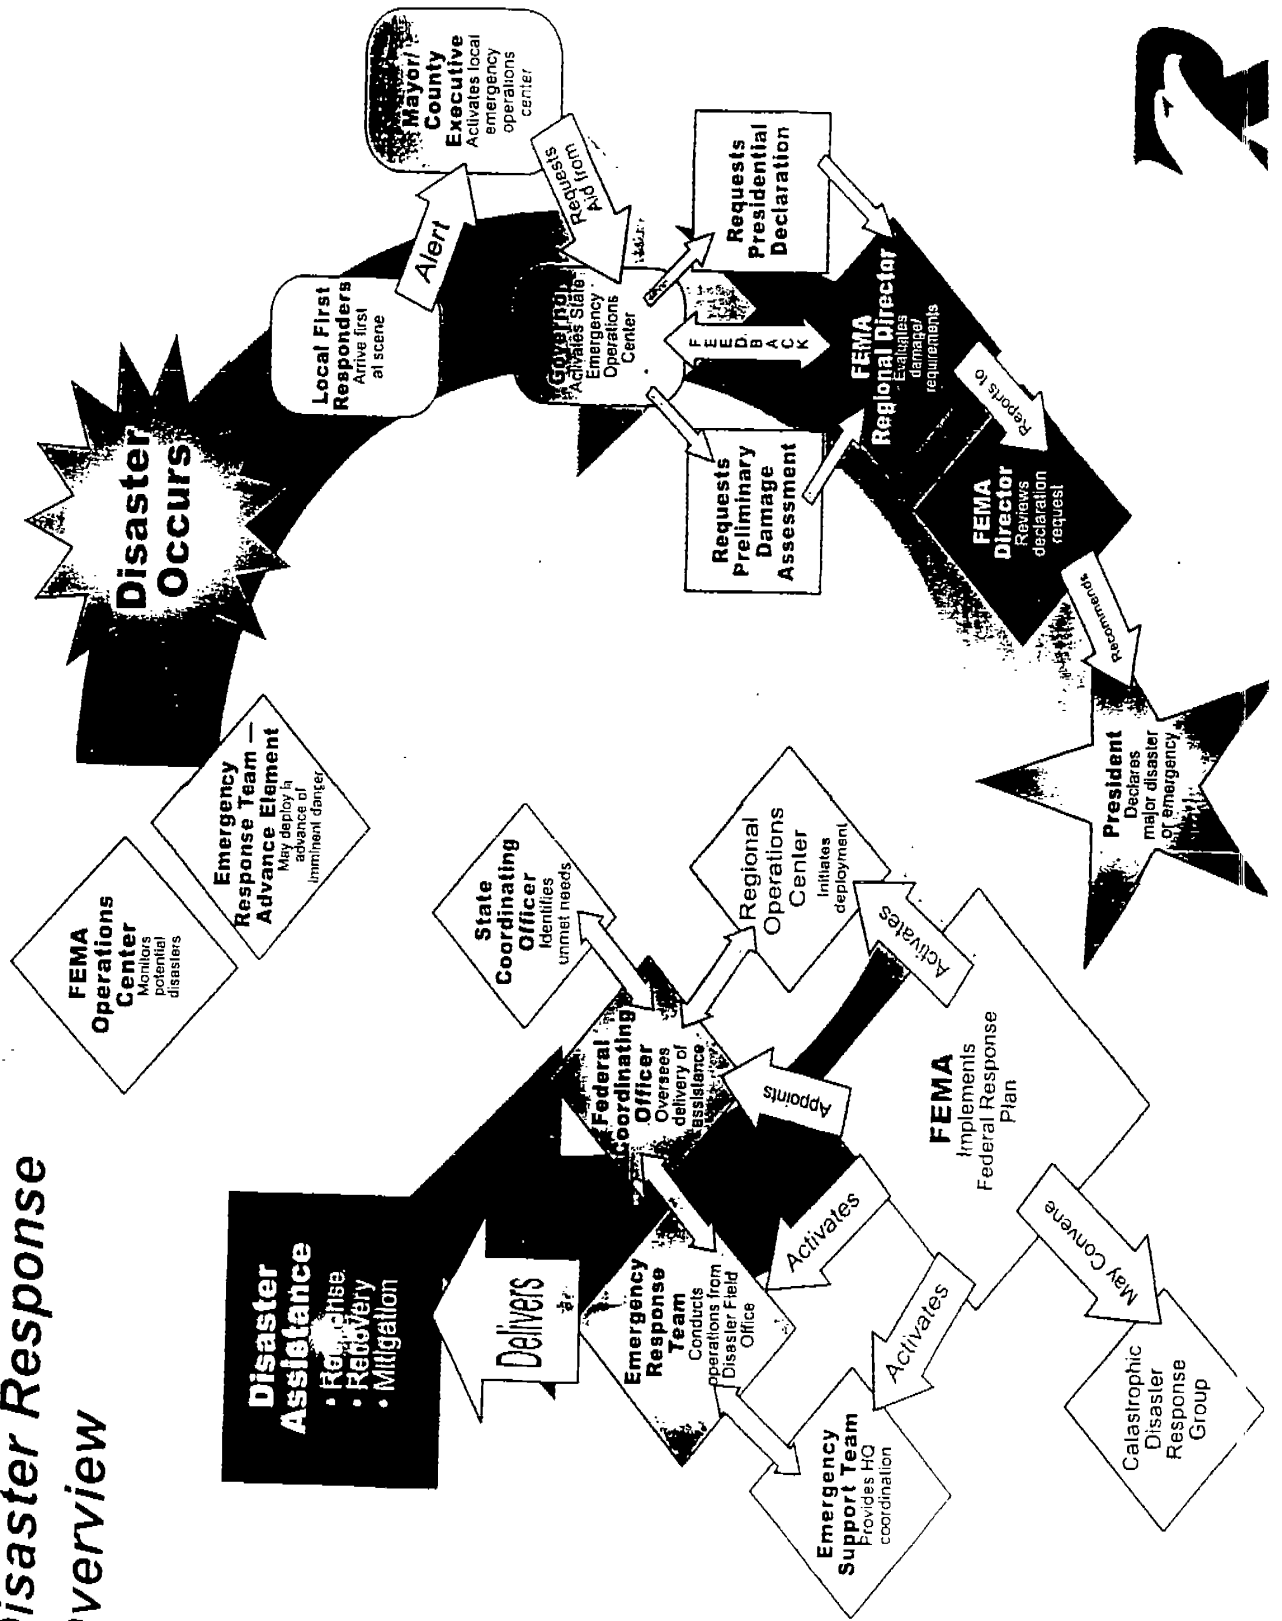 isaster Response
verview
Disaster
Occurs
Local First
Responders
Arrive first
at scene
Alert
Mayor/
County
Executive
Activates local
emergency
operations
center
Requests
Aid from
Governor
Activates State
Emergency
Operations
Center
Requests
Preliminary
Damage
Assessment
FEEDBACK
Requests
Presidential
Declaration
FEMA
Regional Director
Evaluates
damage/
requirements
Reports to
FEMA
Director
Reviews
declaration
request
Recommends
President
Declares
major disaster
or emergency
FEMA
Operations
Center
Monitors
potential
disasters
Emergency
Response Team —
Advance Element
May deploy in
advance of
imminent danger
State
Coordinating
Officer
Identifies
unmet needs
Regional
Operations
Center
Initiates
deployment
Activates
FEMA
Implements
Federal Response
Plan
Appoints
Federal
Coordinating
Officer
Oversees
delivery of
assistance
Activates
Emergency
Response
Team
Conducts
operations from
Disaster Field
Office
Activates
Emergency
Support Team
Provides HQ
coordination
May Convene
Catastrophic
Disaster
Response
Group
Delivers
Disaster
Assistance
• Response
• Recovery
• Mitigation